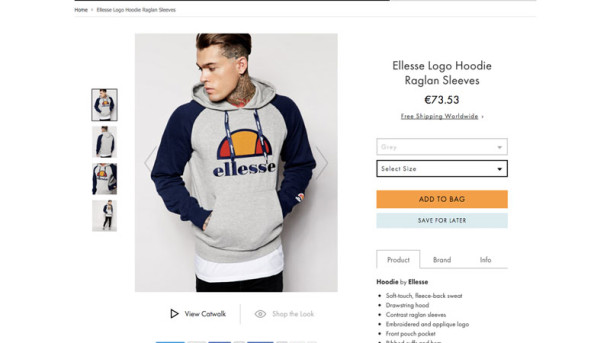 Home › Ellesse Logo Hoodie Raglan Sleeves
Ellesse Logo Hoodie
Raglan Sleeves
€73.53
Free Shipping Worldwide ›
Grey
Select Size
ADD TO BAG
SAVE FOR LATER
ellesse
Product Brand Info
Hoodie by Ellesse
• Soft-touch, fleece-back sweat
• Drawstring hood
• Contrast raglan sleeves
• Embroidered and applique logo
• Front pouch pocket
View Catwalk
Shop the Look